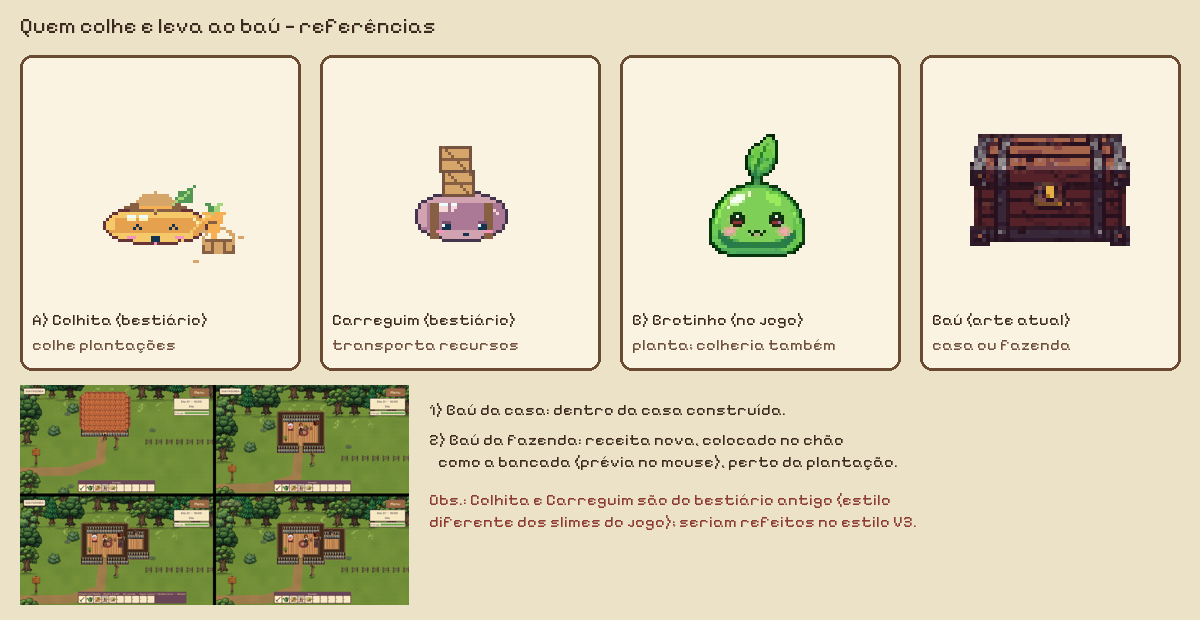 Quem colhe e leva ao baú - referências
A) Colhita (bestiário)
colhe plantações
Carreguim (bestiário)
transporta recursos
B) Brotinho (no jogo)
planta; colheria também
Baú (arte atual)
casa ou fazenda
1) Baú da casa: dentro da casa construída.
2) Baú da fazenda: receita nova, colocado no chão
como a bancada (prévia no mouse), perto da plantação.
Obs.: Colhita e Carreguim são do bestiário antigo (estilo
diferente dos slimes do jogo); seriam refeitos no estilo V3.